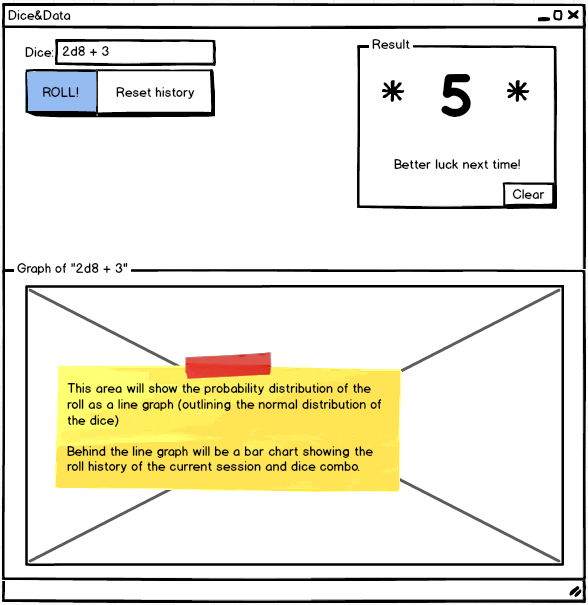 Dice&Data
Dice: 2d8 + 3
ROLL! Reset history
Result
* 5 *
Better luck next time!
Clear
Graph of "2d8 + 3"
This area will show the probability distribution of the
roll as a line graph (outlining the normal distribution of
the dice)
Behind the line graph will be a bar chart showing the
roll history of the current session and dice combo.